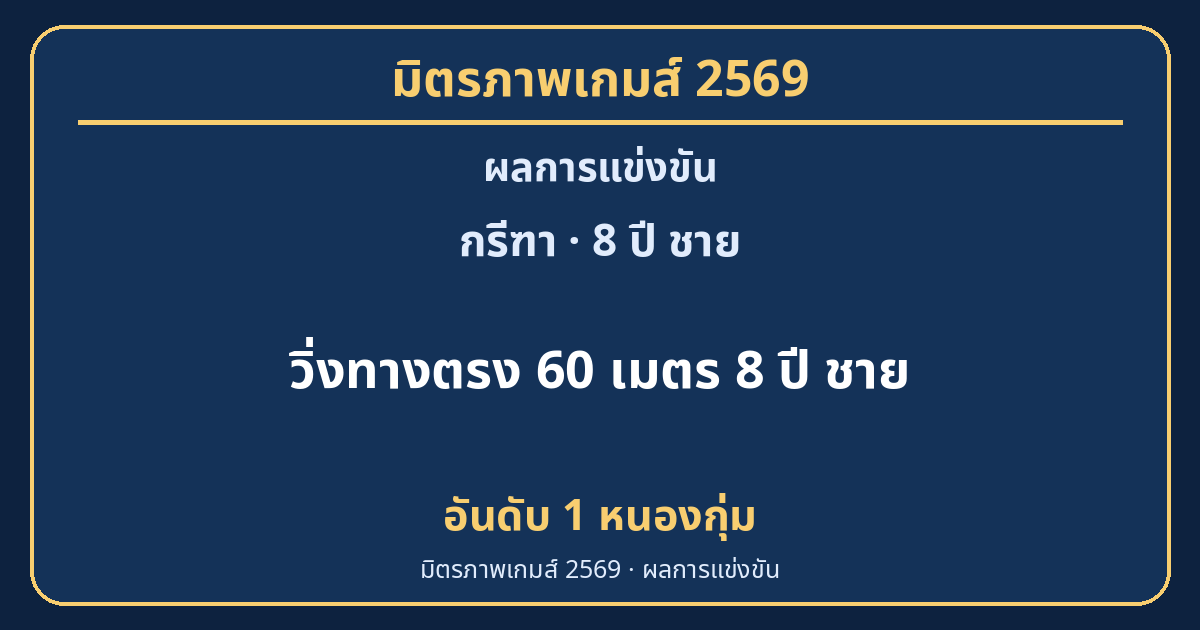 มิตรภาพเกมส์ 2569
ผลการแข่งขัน
กรีฑา · 8 ปี ชาย
วิ่งทางตรง 60 เมตร 8 ปี ชาย
อันดับ 1 หนองกุ่ม
มิตรภาพเกมส์ 2569 · ผลการแข่งขัน